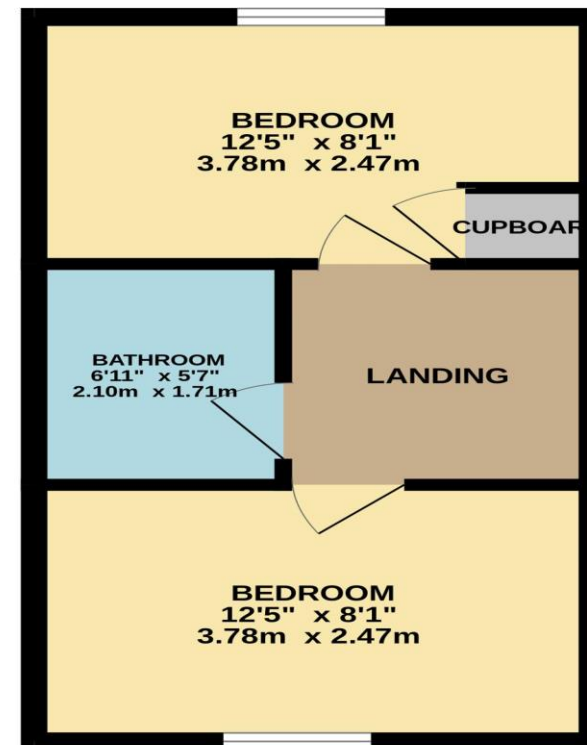 BEDROOM
12'5" x 8'1"
3.78m x 2.47m
CUPBOAR
BATHROOM
6'11" x 5'7"
2.10m x 1.71m
LANDING
BEDROOM
12'5" x 8'1"
3.78m x 2.47m